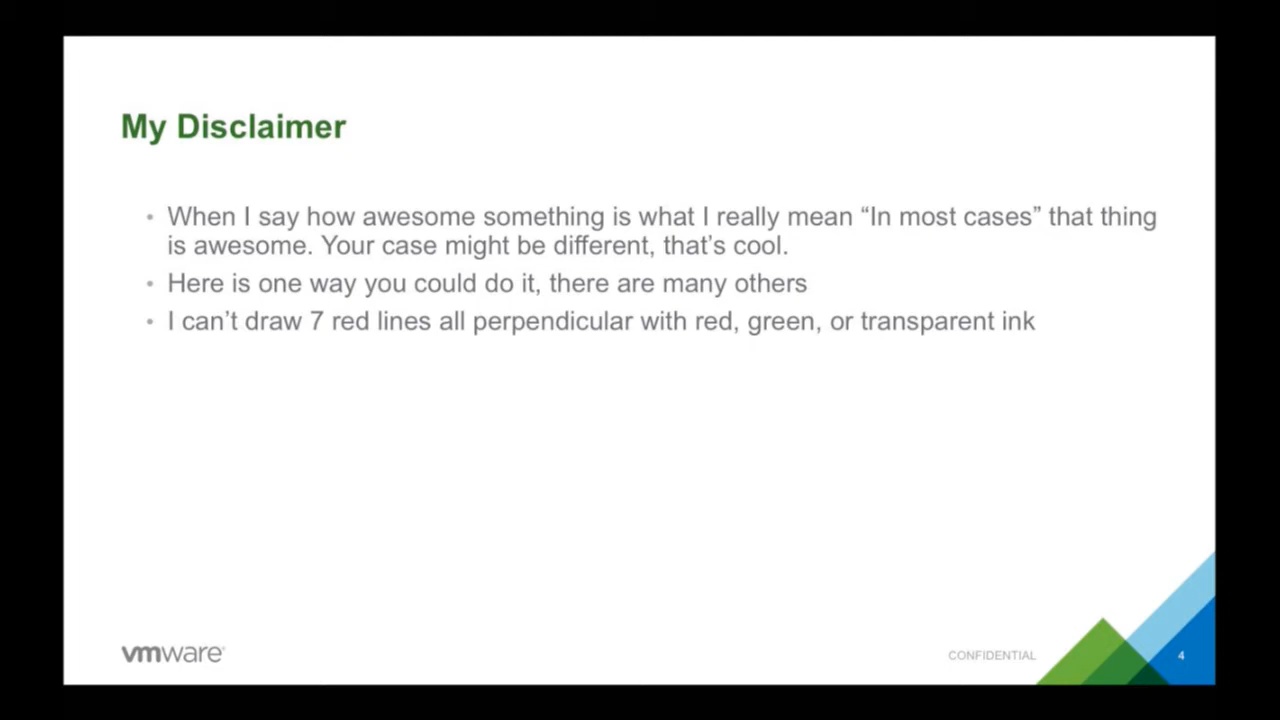 My Disclaimer
• When I say how awesome something is what I really mean “In most cases” that thing
is awesome. Your case might be different, that’s cool.
• Here is one way you could do it, there are many others
• I can’t draw 7 red lines all perpendicular with red, green, or transparent ink
vmware®
CONFIDENTIAL
4